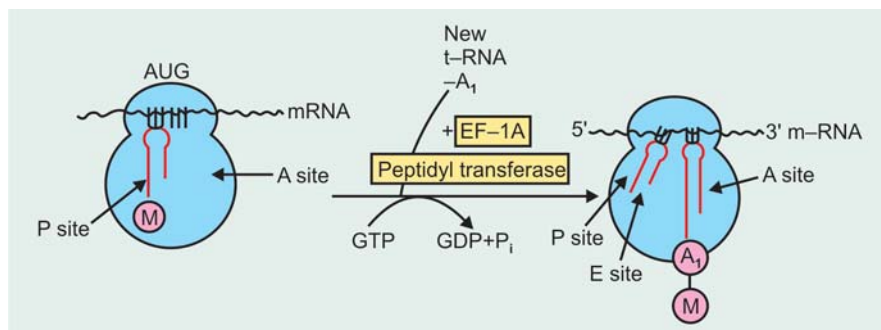 AUG
mRNA
A site
P site
M
New
t–RNA
–A₁
+ EF–1A
Peptidyl transferase
GTP
GDP+Pᵢ
5'
3' m–RNA
A site
P site
E site
A₁
M